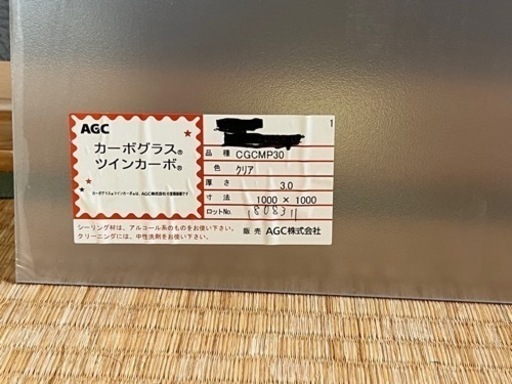 AGC
カーボグラス®
ツインカーボ®
カーボグラス®ツインカーボ®は、AGC株式会社の登録商標です
1
品 種 CGCMP30
色 クリア
厚 さ 3.0
寸 法 1000 × 1000
ロットNo. 180831
シーリング材は、アルコール系のものをお使い下さい。
クリーニングには、中性洗剤をお使い下さい。
販 売 AGC株式会社